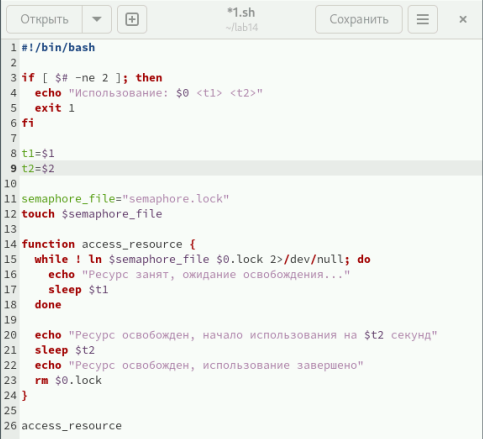 Открыть
*1.sh
~/lab14
Сохранить
1 #!/bin/bash
2
3 if [ $# -ne 2 ]; then
4   echo "Использование: $0 <t1> <t2>"
5   exit 1
6 fi
7
8 t1=$1
9 t2=$2
10
11 semaphore_file="semaphore.lock"
12 touch $semaphore_file
13
14 function access_resource {
15   while ! ln $semaphore_file $0.lock 2>/dev/null; do
16     echo "Ресурс занят, ожидание освобождения..."
17     sleep $t1
18   done
19
20   echo "Ресурс освобожден, начало использования на $t2 секунд"
21   sleep $t2
22   echo "Ресурс освобожден, использование завершено"
23   rm $0.lock
24 }
25
26 access_resource